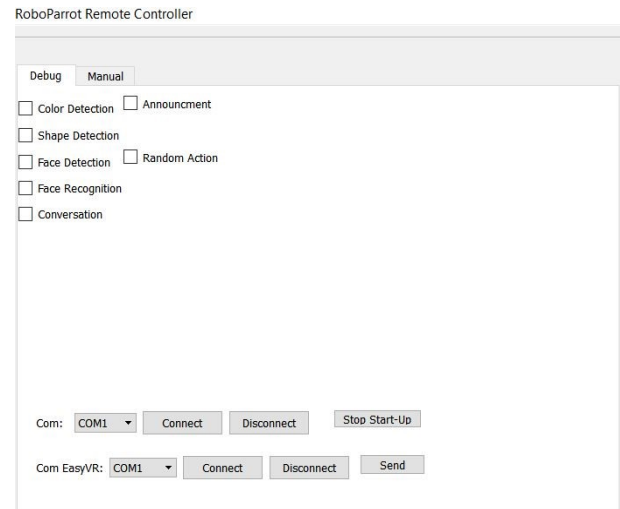 RoboParrot Remote Controller
Debug Manual
Color Detection Announcment
Shape Detection
Face Detection Random Action
Face Recognition
Conversation
Com: COM1 Connect Disconnect Stop Start-Up
Com EasyVR: COM1 Connect Disconnect Send